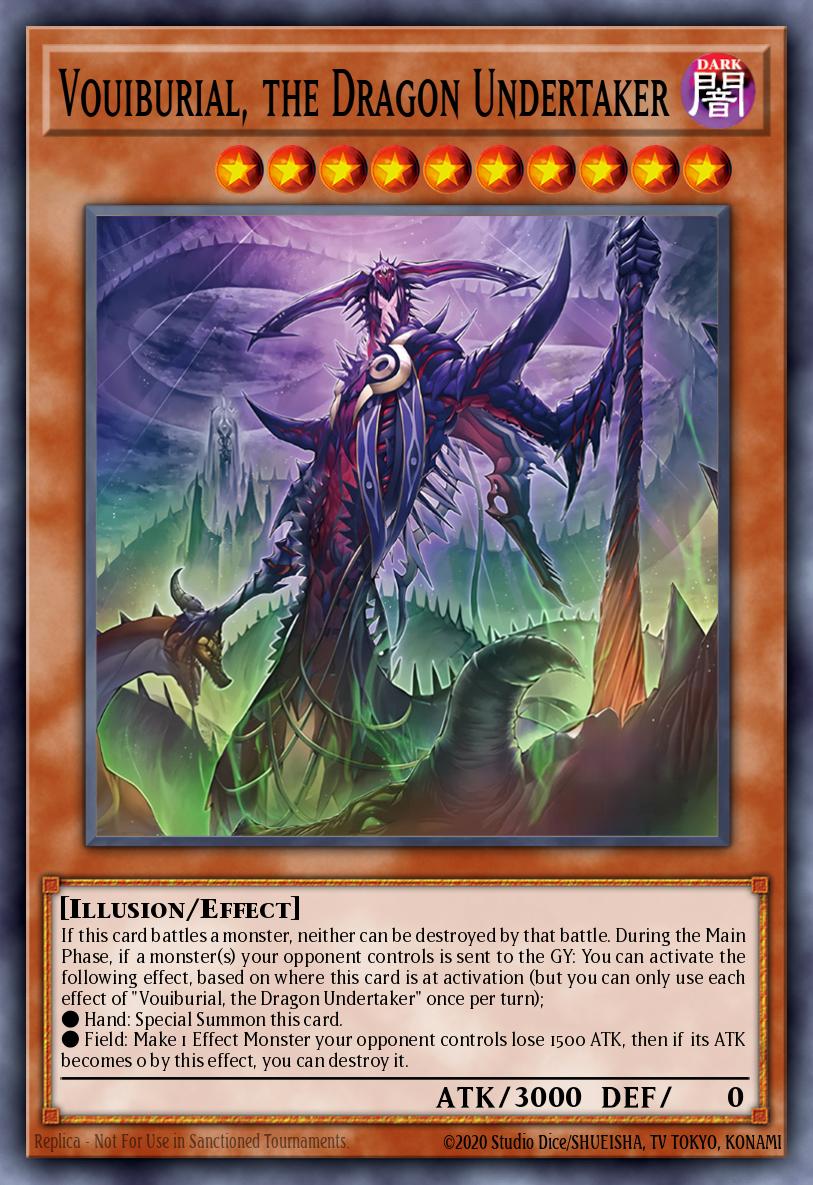 Vouiburial, the Dragon Undertaker
DARK
闇
[Illusion/Effect]
If this card battles a monster, neither can be destroyed by that battle. During the Main
Phase, if a monster(s) your opponent controls is sent to the GY: You can activate the
following effect, based on where this card is at activation (but you can only use each
effect of "Vouiburial, the Dragon Undertaker" once per turn);
● Hand: Special Summon this card.
● Field: Make 1 Effect Monster your opponent controls lose 1500 ATK, then if its ATK
becomes 0 by this effect, you can destroy it.
ATK/3000 DEF/ 0
Replica - Not For Use in Sanctioned Tournaments.
©2020 Studio Dice/SHUEISHA, TV TOKYO, KONAMI